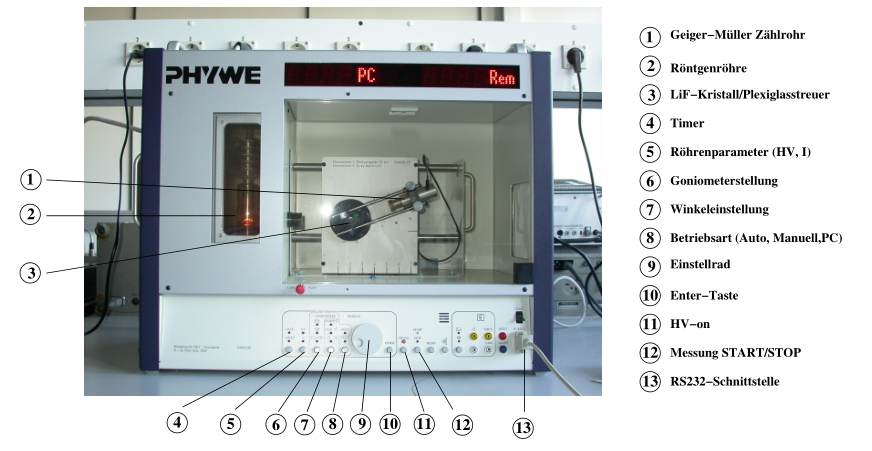 PHYWE
PC
Rem
1 Geiger−Müller Zählrohr
2 Röntgenröhre
3 LiF−Kristall/Plexiglasstreuer
4 Timer
5 Röhrenparameter (HV, I)
6 Goniometerstellung
7 Winkeleinstellung
8 Betriebsart (Auto, Manuell,PC)
9 Einstellrad
10 Enter−Taste
11 HV−on
12 Messung START/STOP
13 RS232−Schnittstelle
1
2
3
4
5
6
7
8
9
10
11
12
13